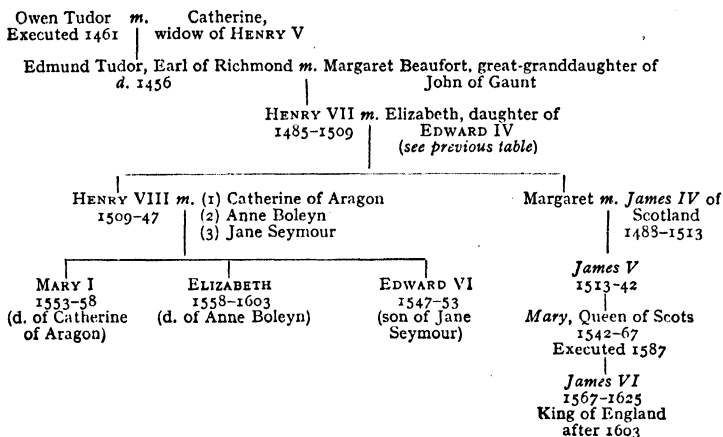 Owen Tudor m. Catherine,
Executed 1461 widow of HENRY V
Edmund Tudor, Earl of Richmond m. Margaret Beaufort, great-granddaughter of
d. 1456 John of Gaunt
HENRY VII m. Elizabeth, daughter of
1485-1509 EDWARD IV
(see previous table)
HENRY VIII m. (1) Catherine of Aragon
1509-47 (2) Anne Boleyn
(3) Jane Seymour
Margaret m. James IV of
Scotland
1488-1513
MARY I
1553-58
(d. of Catherine
of Aragon)
ELIZABETH
1558-1603
(d. of Anne Boleyn)
EDWARD VI
1547-53
(son of Jane
Seymour)
James V
1513-42
Mary, Queen of Scots
1542-67
Executed 1587
James VI
1567-1625
King of England
after 1603